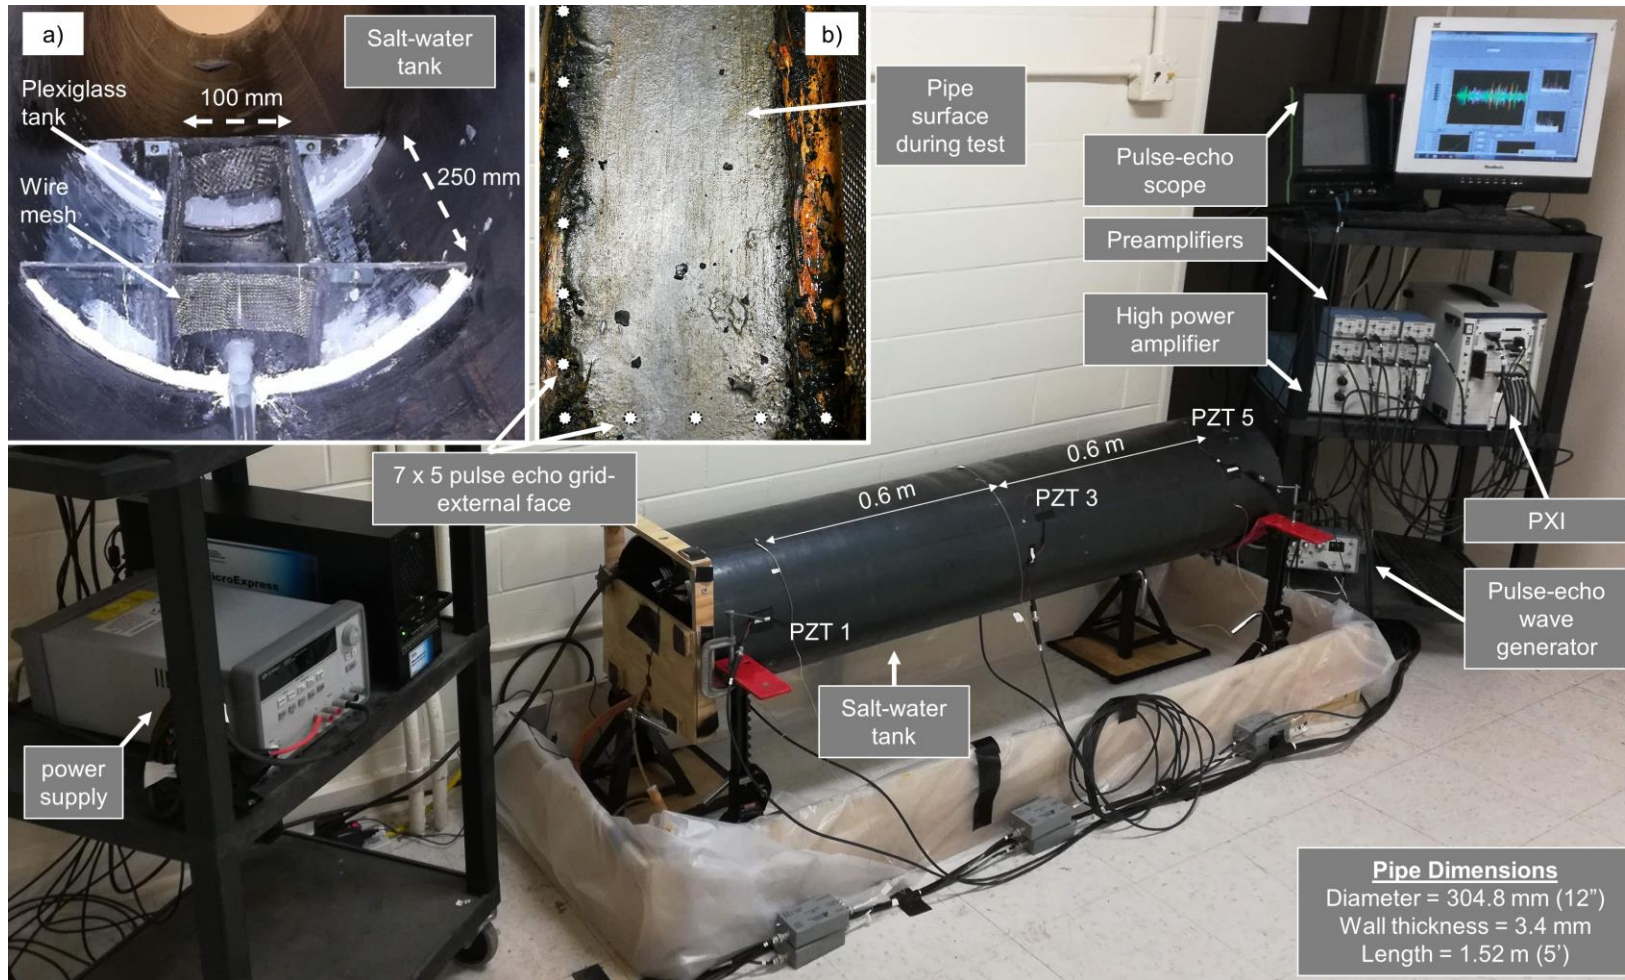 a)
Salt-water
tank
Plexiglass
tank
100 mm
250 mm
Wire
mesh
b)
Pipe
surface
during test
Pulse-echo
scope
Preamplifiers
High power
amplifier
PZT 5
0.6 m
0.6 m
PZT 3
7 x 5 pulse echo grid-
external face
PXI
Pulse-echo
wave
generator
PZT 1
Salt-water
tank
power
supply
croExpress
Pipe Dimensions
Diameter = 304.8 mm (12”)
Wall thickness = 3.4 mm
Length = 1.52 m (5’)